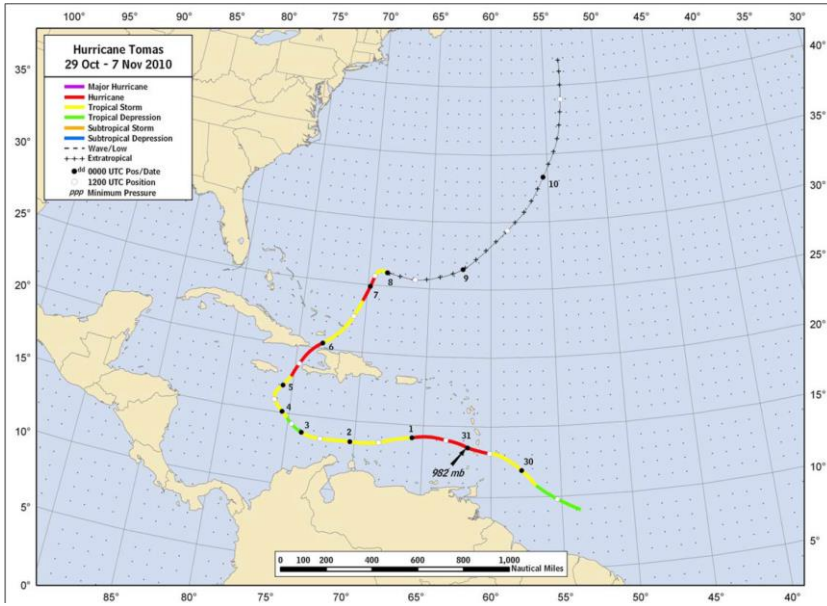 100° 95° 90° 85° 80° 75° 70° 65° 60° 55° 50° 45° 40° 35° 30°
Hurricane Tomas
29 Oct - 7 Nov 2010
Major Hurricane
Hurricane
Tropical Storm
Tropical Depression
Subtropical Storm
Subtropical Depression
Wave/Low
Extratropical
dd 0000 UTC Pos/Date
1200 UTC Position
ppp Minimum Pressure
35° 40°
30° 35°
25° 30°
20° 25°
15° 20°
10° 15°
5° 10°
0° 5°
10
9
8
7
6
5
4
3
2
1
31
30
982 mb
0 100 200 400 600 800 1,000
Nautical Miles
85° 80° 75° 70° 65° 60° 55° 50° 45° 40° 39°